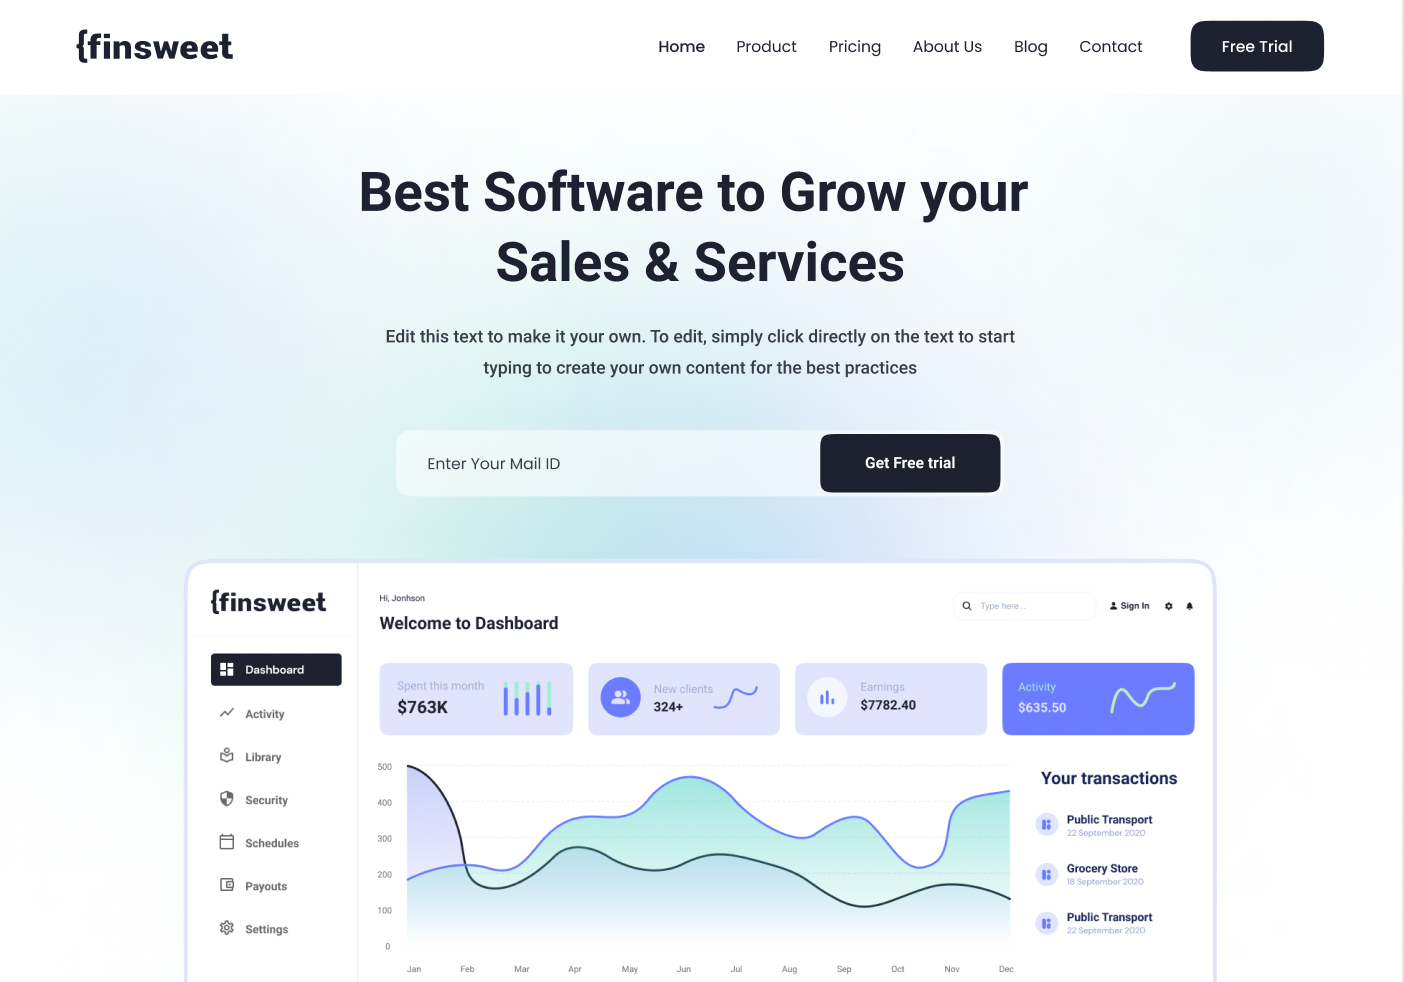 {finsweet
Home Product Pricing About Us Blog Contact Free Trial
Best Software to Grow your
Sales & Services
Edit this text to make it your own. To edit, simply click directly on the text to start
typing to create your own content for the best practices
Enter Your Mail ID Get Free trial
{finsweet
Dashboard
Activity
Library
Security
Schedules
Payouts
Settings
Hi, Jonhson
Welcome to Dashboard
Type here...
Sign In
Spent this month
$763K
New clients
324+
Earnings
$7782.40
Activity
$635.50
500
400
300
200
100
0
Jan Feb Mar Apr May Jun Jul Aug Sep Oct Nov Dec
Your transactions
Public Transport
22 September 2020
Grocery Store
18 September 2020
Public Transport
22 September 2020